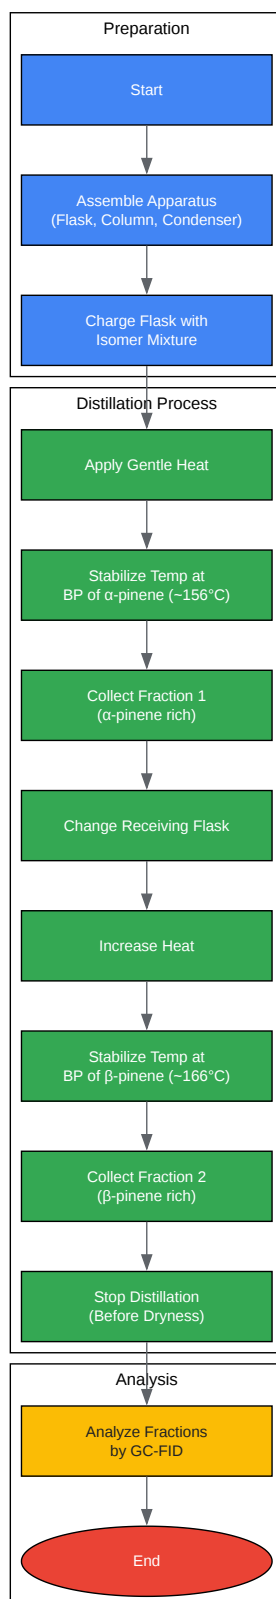 Preparation
Start
Assemble Apparatus
(Flask, Column, Condenser)
Charge Flask with
Isomer Mixture
Distillation Process
Apply Gentle Heat
Stabilize Temp at
BP of α-pinene (~156°C)
Collect Fraction 1
(α-pinene rich)
Change Receiving Flask
Increase Heat
Stabilize Temp at
BP of β-pinene (~166°C)
Collect Fraction 2
(β-pinene rich)
Stop Distillation
(Before Dryness)
Analysis
Analyze Fractions
by GC-FID
End